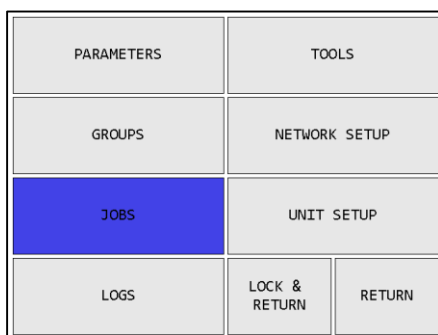 PARAMETERS
TOOLS
GROUPS
NETWORK SETUP
JOBS
UNIT SETUP
LOGS
LOCK &
RETURN
RETURN